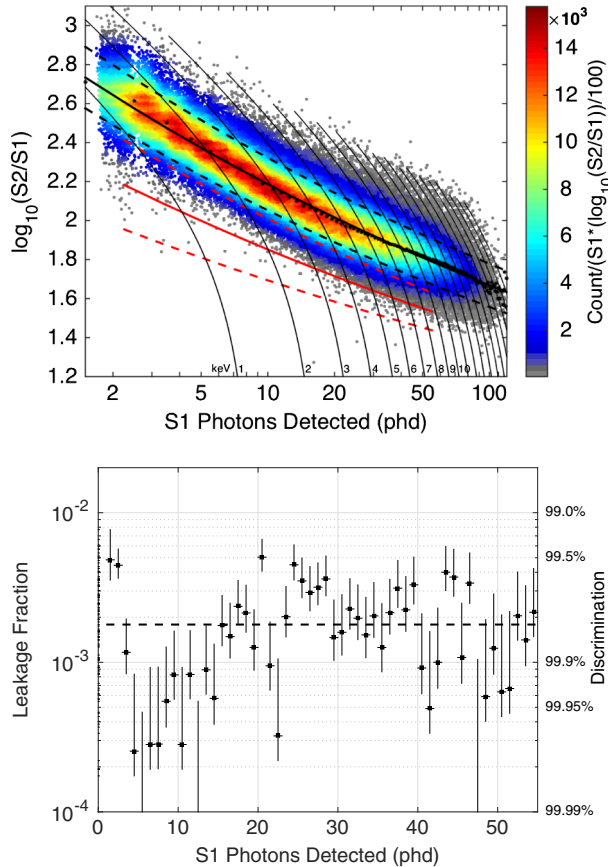 3
2.8
2.6
2.4
2.2
2
1.8
1.6
1.4
1.2
log10(S2/S1)
keV 1 2 3 4 5 6 7 8 9 10
2 5 10 20 50 100
S1 Photons Detected (phd)
×10³
14
12
10
8
6
4
2
Count/(S1*(log10(S2/S1))/100)
10⁻²
10⁻³
10⁻⁴
Leakage Fraction
99.0%
99.5%
99.9%
99.95%
99.99%
Discrimination
0 10 20 30 40 50
S1 Photons Detected (phd)